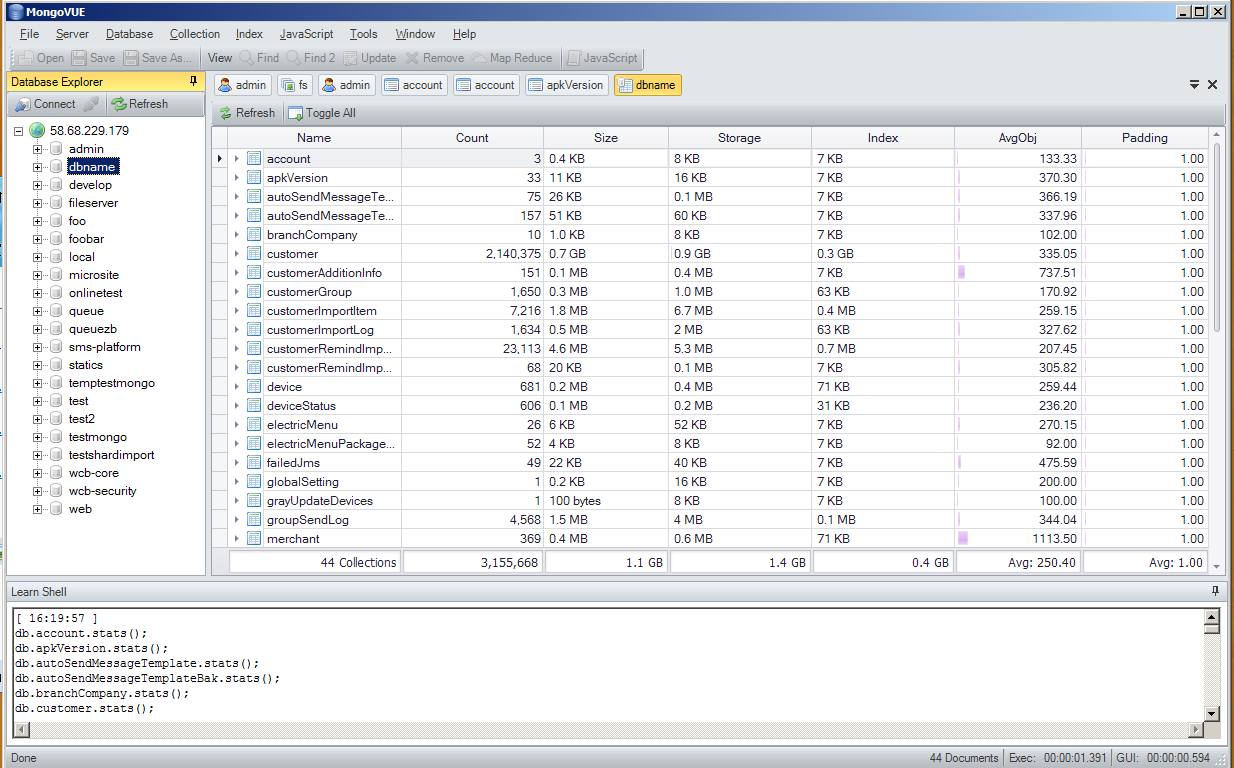 MongoVUE
File Server Database Collection Index JavaScript Tools Window Help
Open Save Save As... View Find Find 2 Update Remove Map Reduce JavaScript
Database Explorer
Connect Refresh
58.68.229.179
admin
dbname
develop
fileserver
foo
foobar
local
microsite
onlinetest
queue
queuezb
sms-platform
statics
temptestmongo
test
test2
testmongo
testshardimport
wcb-core
wcb-security
web
admin fs admin account account apkVersion dbname
Refresh Toggle All
Name Count Size Storage Index AvgObj Padding
account 3 0.4 KB 8 KB 7 KB 133.33 1.00
apkVersion 33 11 KB 16 KB 7 KB 370.30 1.00
autoSendMessageTe... 75 26 KB 0.1 MB 7 KB 366.19 1.00
autoSendMessageTe... 157 51 KB 60 KB 7 KB 337.96 1.00
branchCompany 10 1.0 KB 8 KB 7 KB 102.00 1.00
customer 2,140,375 0.7 GB 0.9 GB 0.3 GB 335.05 1.00
customerAdditionInfo 151 0.1 MB 0.4 MB 7 KB 737.51 1.00
customerGroup 1,650 0.3 MB 1.0 MB 63 KB 170.92 1.00
customerImportItem 7,216 1.8 MB 6.7 MB 0.4 MB 259.15 1.00
customerImportLog 1,634 0.5 MB 2 MB 63 KB 327.62 1.00
customerRemindImp... 23,113 4.6 MB 5.3 MB 0.7 MB 207.45 1.00
customerRemindImp... 68 20 KB 0.1 MB 7 KB 305.82 1.00
device 681 0.2 MB 0.4 MB 71 KB 259.44 1.00
deviceStatus 606 0.1 MB 0.2 MB 31 KB 236.20 1.00
electricMenu 26 6 KB 52 KB 7 KB 270.15 1.00
electricMenuPackage... 52 4 KB 8 KB 7 KB 92.00 1.00
failedJms 49 22 KB 40 KB 7 KB 475.59 1.00
globalSetting 1 0.2 KB 16 KB 7 KB 200.00 1.00
grayUpdateDevices 1 100 bytes 8 KB 7 KB 100.00 1.00
groupSendLog 4,568 1.5 MB 4 MB 0.1 MB 344.04 1.00
merchant 369 0.4 MB 0.6 MB 71 KB 1113.50 1.00
44 Collections 3,155,668 1.1 GB 1.4 GB 0.4 GB Avg: 250.40 Avg: 1.00
Learn Shell
[ 16:19:57 ]
db.account.stats();
db.apkVersion.stats();
db.autoSendMessageTemplate.stats();
db.autoSendMessageTemplateBak.stats();
db.branchCompany.stats();
db.customer.stats();
Done 44 Documents Exec: 00:00:01.391 GUI: 00:00:00.594